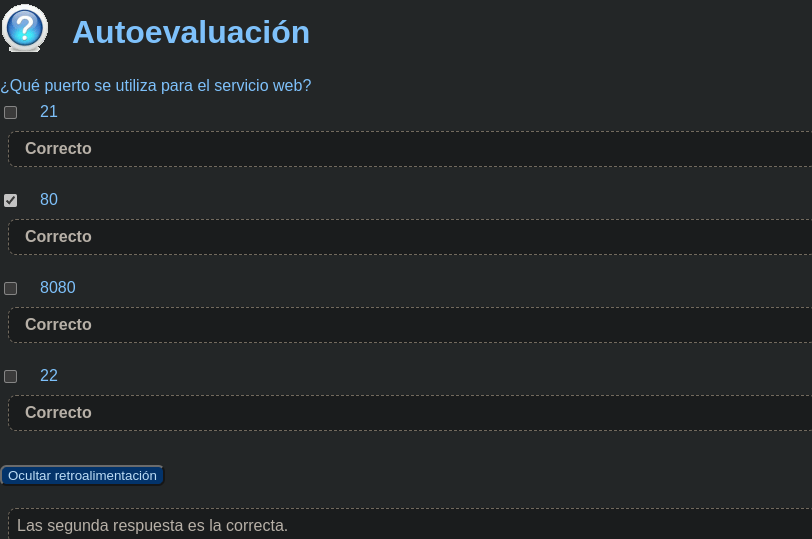 Autoevaluación
¿Qué puerto se utiliza para el servicio web?
21
Correcto
80
Correcto
8080
Correcto
22
Correcto
Ocultar retroalimentación
Las segunda respuesta es la correcta.